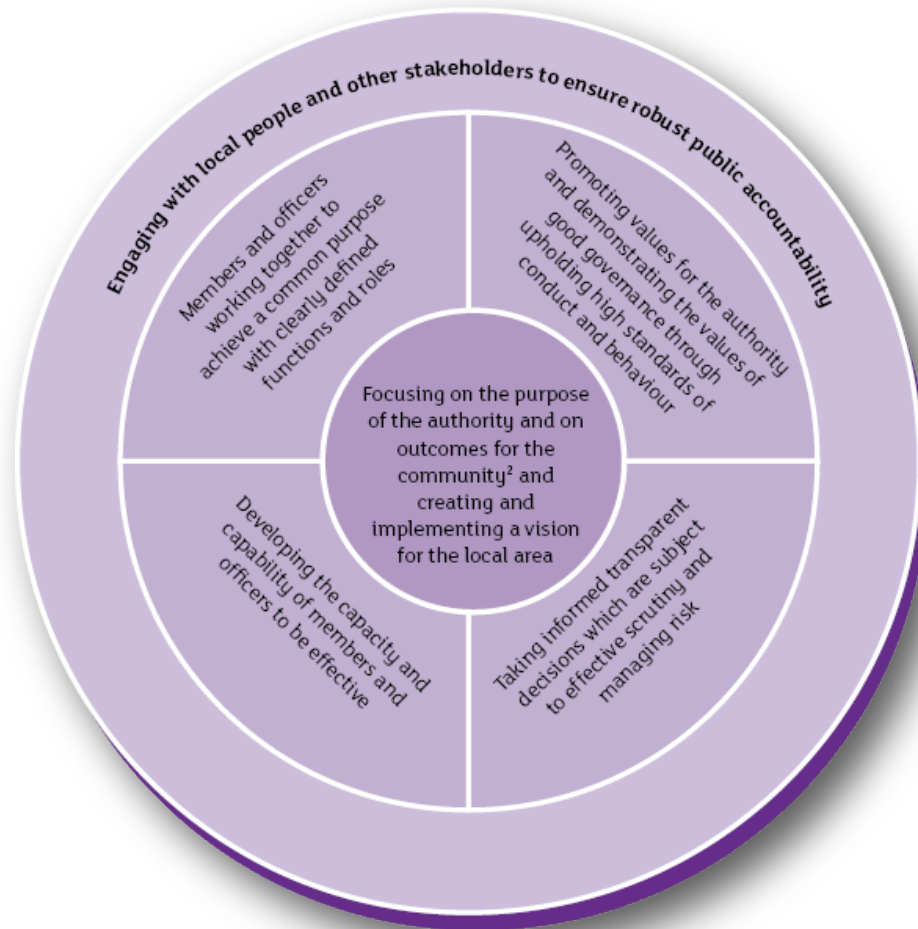 Engaging with local people and other stakeholders to ensure robust public accountability
Members and officers
working together to
achieve a common purpose
with clearly defined
functions and roles
Promoting values for the authority
and demonstrating the values of
good governance through
upholding high standards of
conduct and behaviour
Focusing on the purpose
of the authority and on
outcomes for the
community² and
creating and
implementing a vision
for the local area
Developing the capacity and
capability of members and
officers to be effective
Taking informed transparent
decisions which are subject
to effective scrutiny and
managing risk